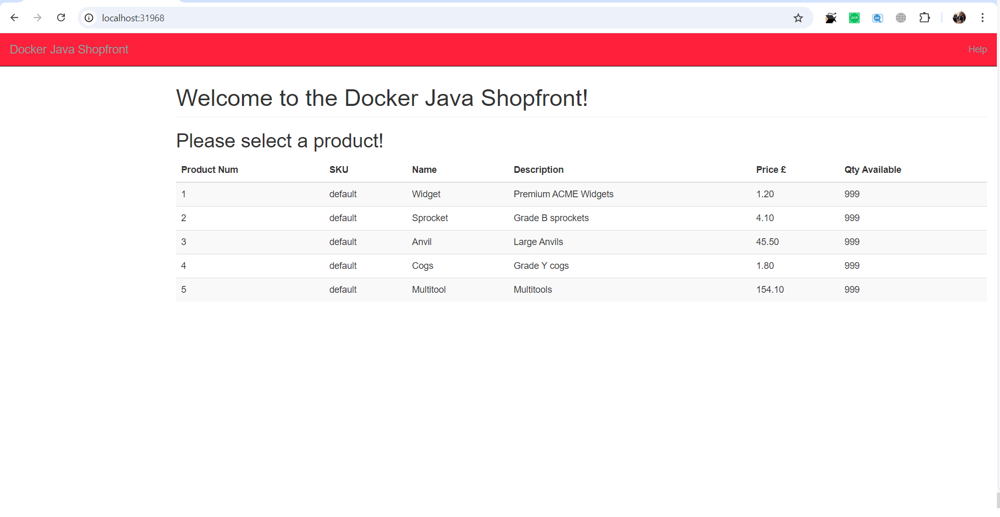 localhost:31968
Docker Java Shopfront Help
Welcome to the Docker Java Shopfront!
Please select a product!
Product Num SKU Name Description Price £ Qty Available
1 default Widget Premium ACME Widgets 1.20 999
2 default Sprocket Grade B sprockets 4.10 999
3 default Anvil Large Anvils 45.50 999
4 default Cogs Grade Y cogs 1.80 999
5 default Multitool Multitools 154.10 999